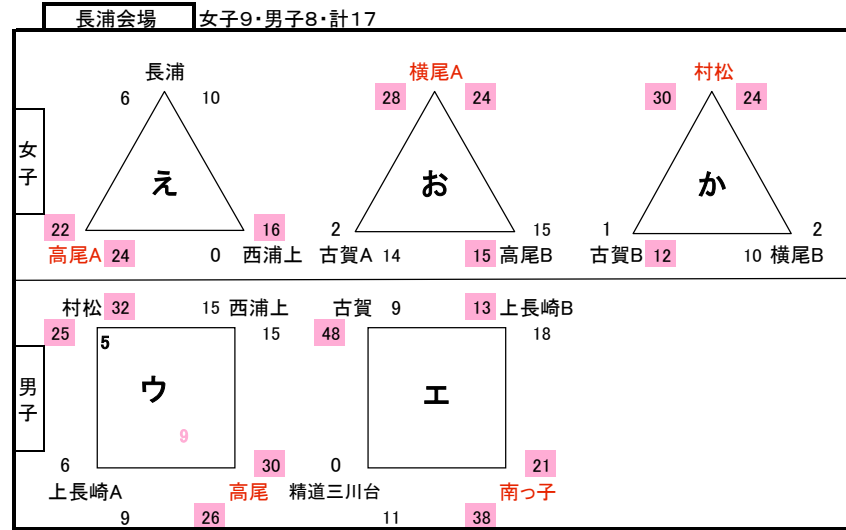 長浦会場 女子9・男子8・計17
長浦 横尾A 村松
6 10 28 24 30 24
女子
え お か
22 16 2 15 1 2
高尾A 24 0 西浦上 古賀A 14 15 高尾B 古賀B 12 10 横尾B
村松 32 15 西浦上 古賀 9 13 上長崎B
25 15 48 18
5
男子
ウ エ
9
6 30 0 21
上長崎A 高尾 精道三川台 南っ子
9 26 11 38